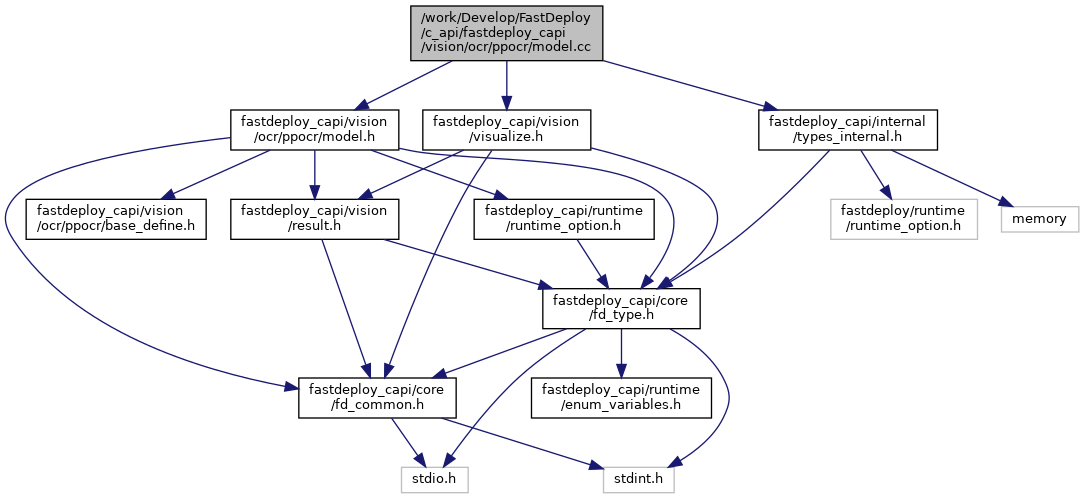 /work/Develop/FastDeploy
/c_api/fastdeploy_capi
/vision/ocr/ppocr/model.cc
fastdeploy_capi/vision
/ocr/ppocr/model.h
fastdeploy_capi/vision
/visualize.h
fastdeploy_capi/internal
/types_internal.h
fastdeploy_capi/vision
/ocr/ppocr/base_define.h
fastdeploy_capi/vision
/result.h
fastdeploy_capi/runtime
/runtime_option.h
fastdeploy/runtime
/runtime_option.h
memory
fastdeploy_capi/core
/fd_type.h
fastdeploy_capi/core
/fd_common.h
fastdeploy_capi/runtime
/enum_variables.h
stdio.h
stdint.h